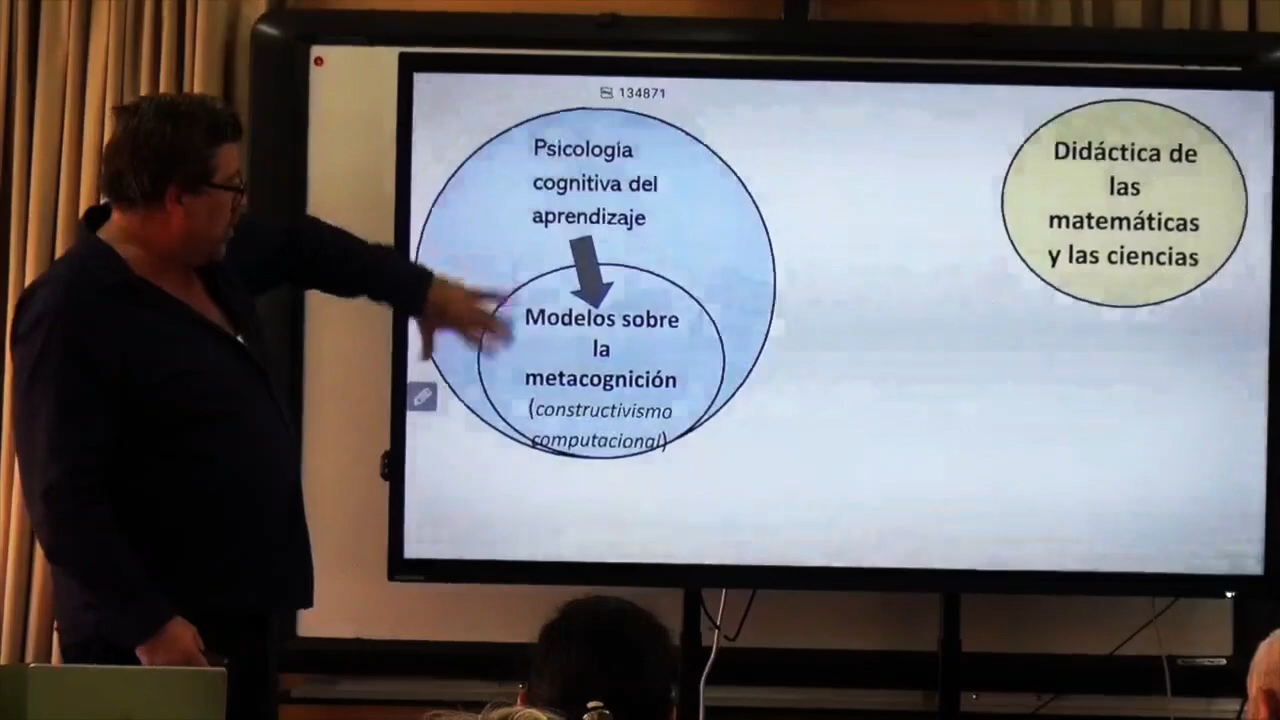 134871
Psicología
cognitiva del
aprendizaje
Modelos sobre
la
metacognición
(constructivismo
computacional)
Didáctica de
las
matemáticas
y las ciencias